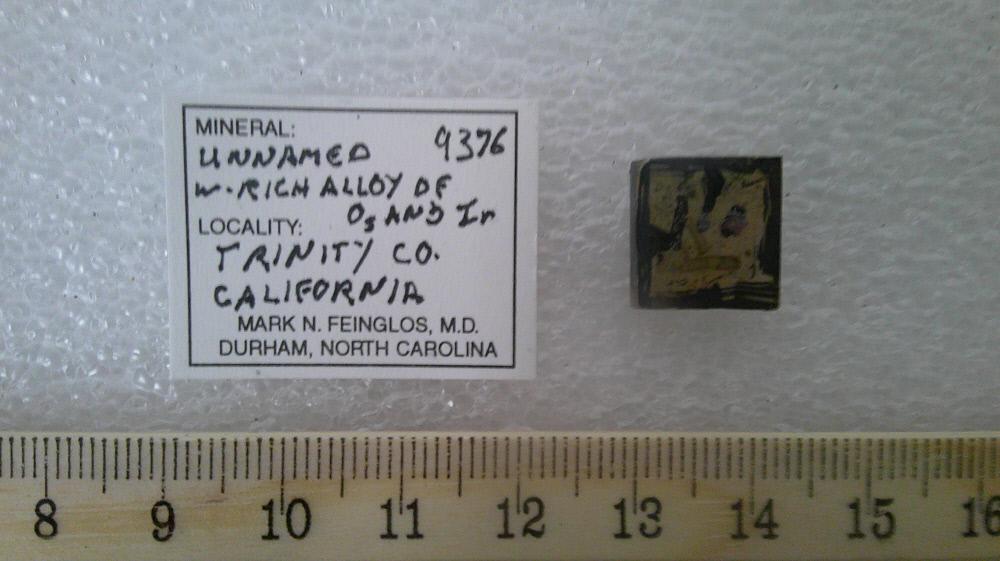 MINERAL: 9376
UNNAMED
W-RICH ALLOY OF
Os AND Ir
LOCALITY:
TRINITY CO.
CALIFORNIA
MARK N. FEINGLOS, M.D.
DURHAM, NORTH CAROLINA
8 9 10 11 12 13 14 15 16